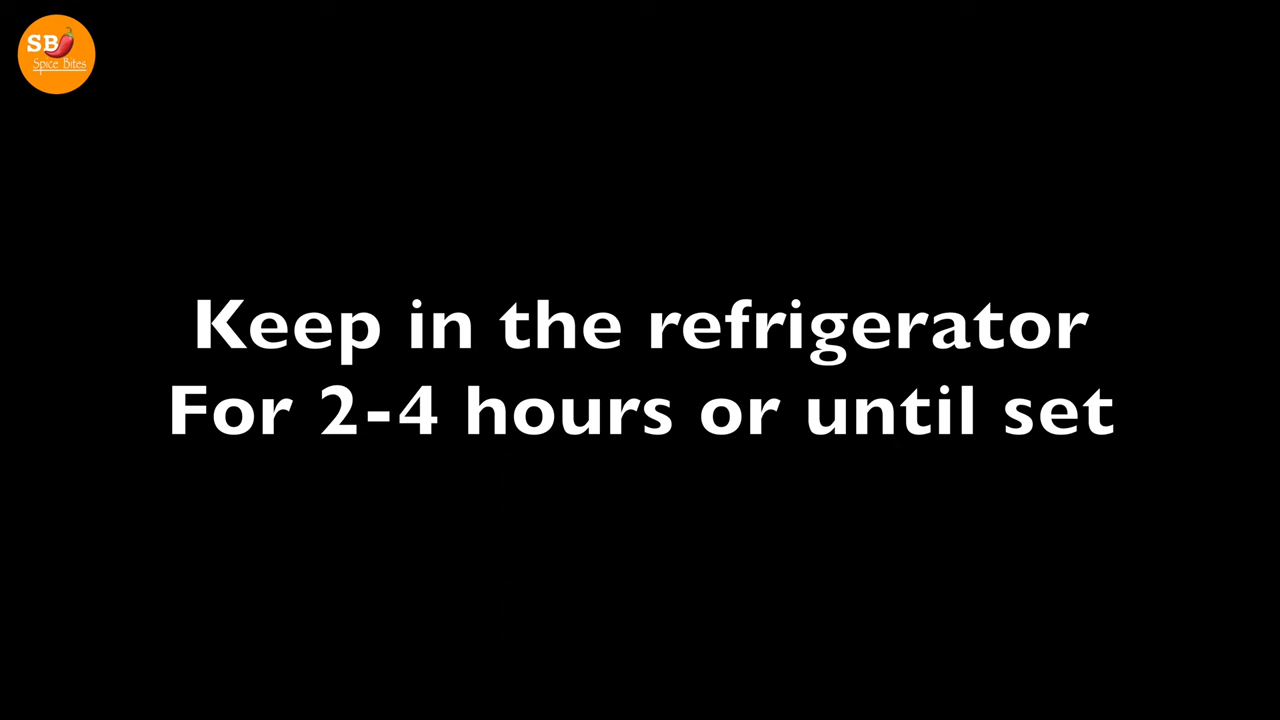 SB
Spice Bites
Keep in the refrigerator
For 2-4 hours or until set